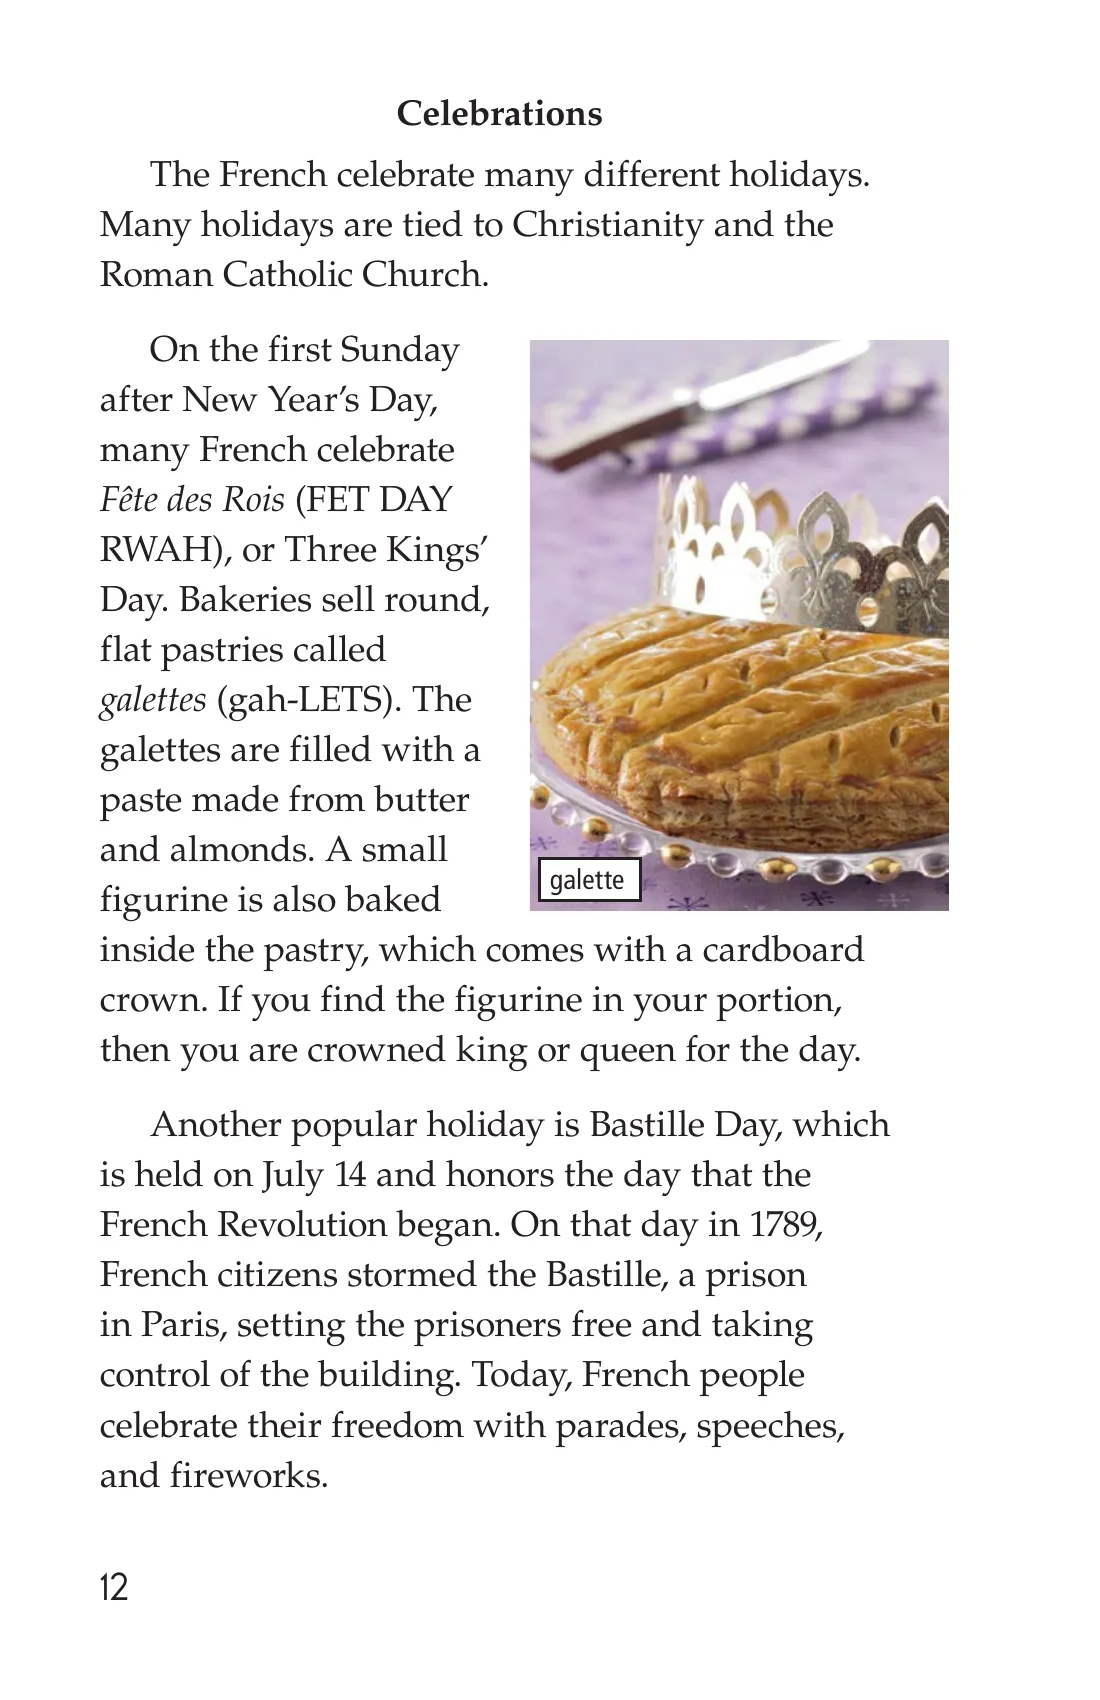 Celebrations
The French celebrate many different holidays.
Many holidays are tied to Christianity and the
Roman Catholic Church.
On the first Sunday
after New Year’s Day,
many French celebrate
Fête des Rois (FET DAY
RWAH), or Three Kings’
Day. Bakeries sell round,
flat pastries called
galettes (gah-LETS). The
galettes are filled with a
paste made from butter
and almonds. A small
figurine is also baked
inside the pastry, which comes with a cardboard
crown. If you find the figurine in your portion,
then you are crowned king or queen for the day.
galette
Another popular holiday is Bastille Day, which
is held on July 14 and honors the day that the
French Revolution began. On that day in 1789,
French citizens stormed the Bastille, a prison
in Paris, setting the prisoners free and taking
control of the building. Today, French people
celebrate their freedom with parades, speeches,
and fireworks.
12